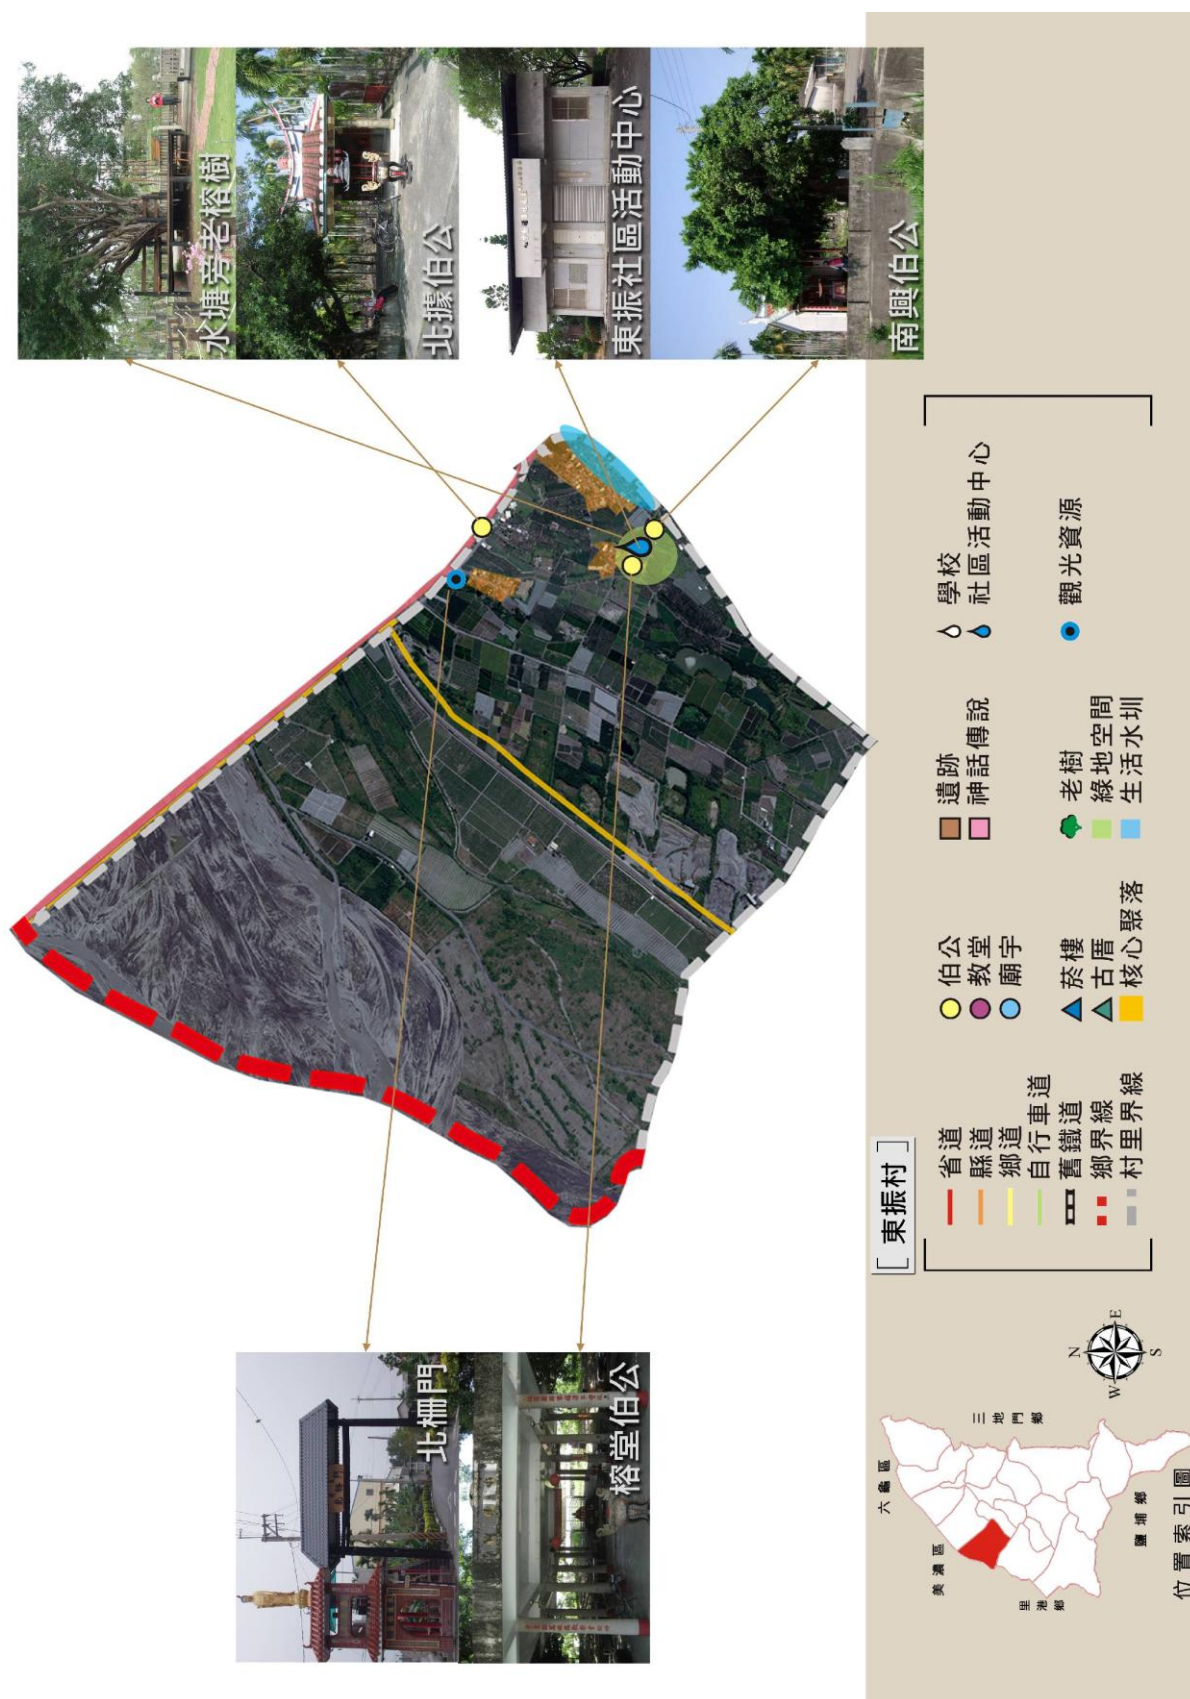 水塘旁老榕樹
北據伯公
東振社區活動中心
南興伯公
北柵門
榕堂伯公
東振村
省道
縣道
鄉道
自行車道
舊鐵道
鄉界線
村里界線
伯公
教堂
廟宇
菸樓
古厝
核心聚落
遺跡
神話傳說
老樹
綠地空間
生活水圳
學校
社區活動中心
觀光資源
N
W
E
S
六龜區
美濃區
三地門鄉
里港鄉
鹽埔鄉
位置索引圖